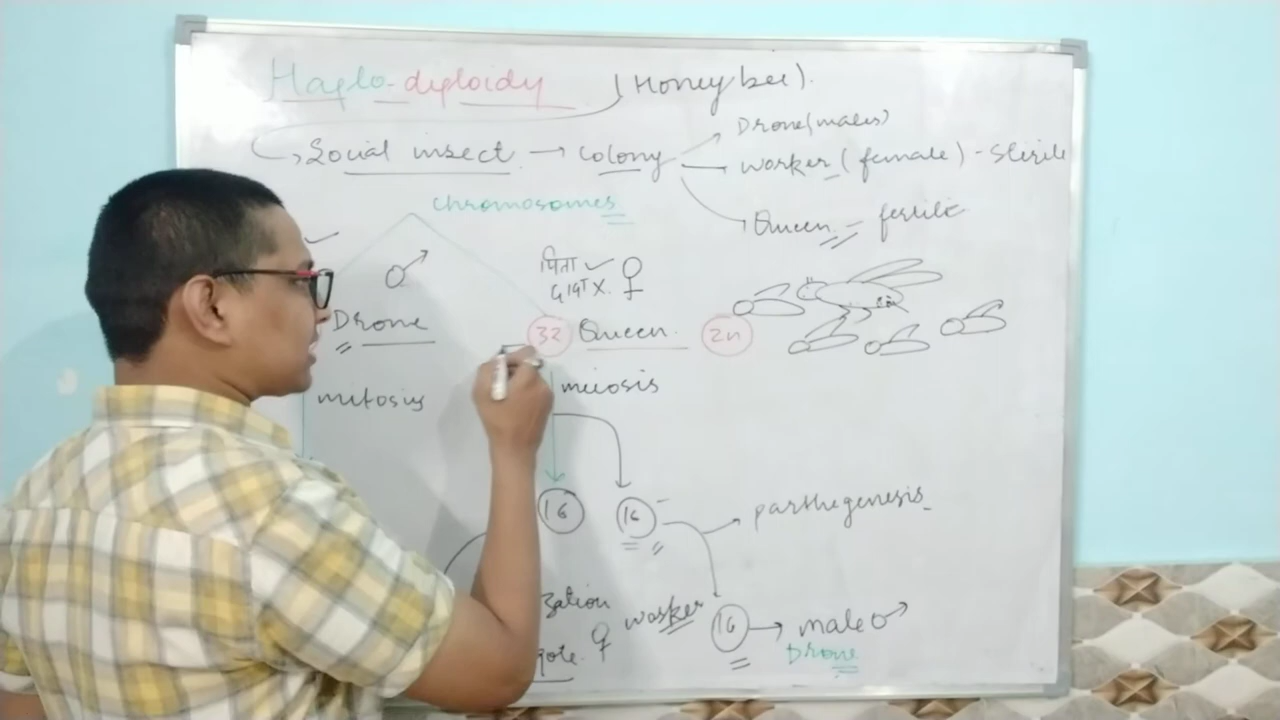 Haplo-diploidy (Honey bee).
Social insect → colony
Drone(males)
worker (female) - sterile
Queen - fertile
chromosomes
पिता ✓ ♀
X.
♂
Drone
32 Queen. 2n
mitosis
meiosis
16 16
parthegenesis
zation
♀ worker
16 → male ♂
gote.
Drone